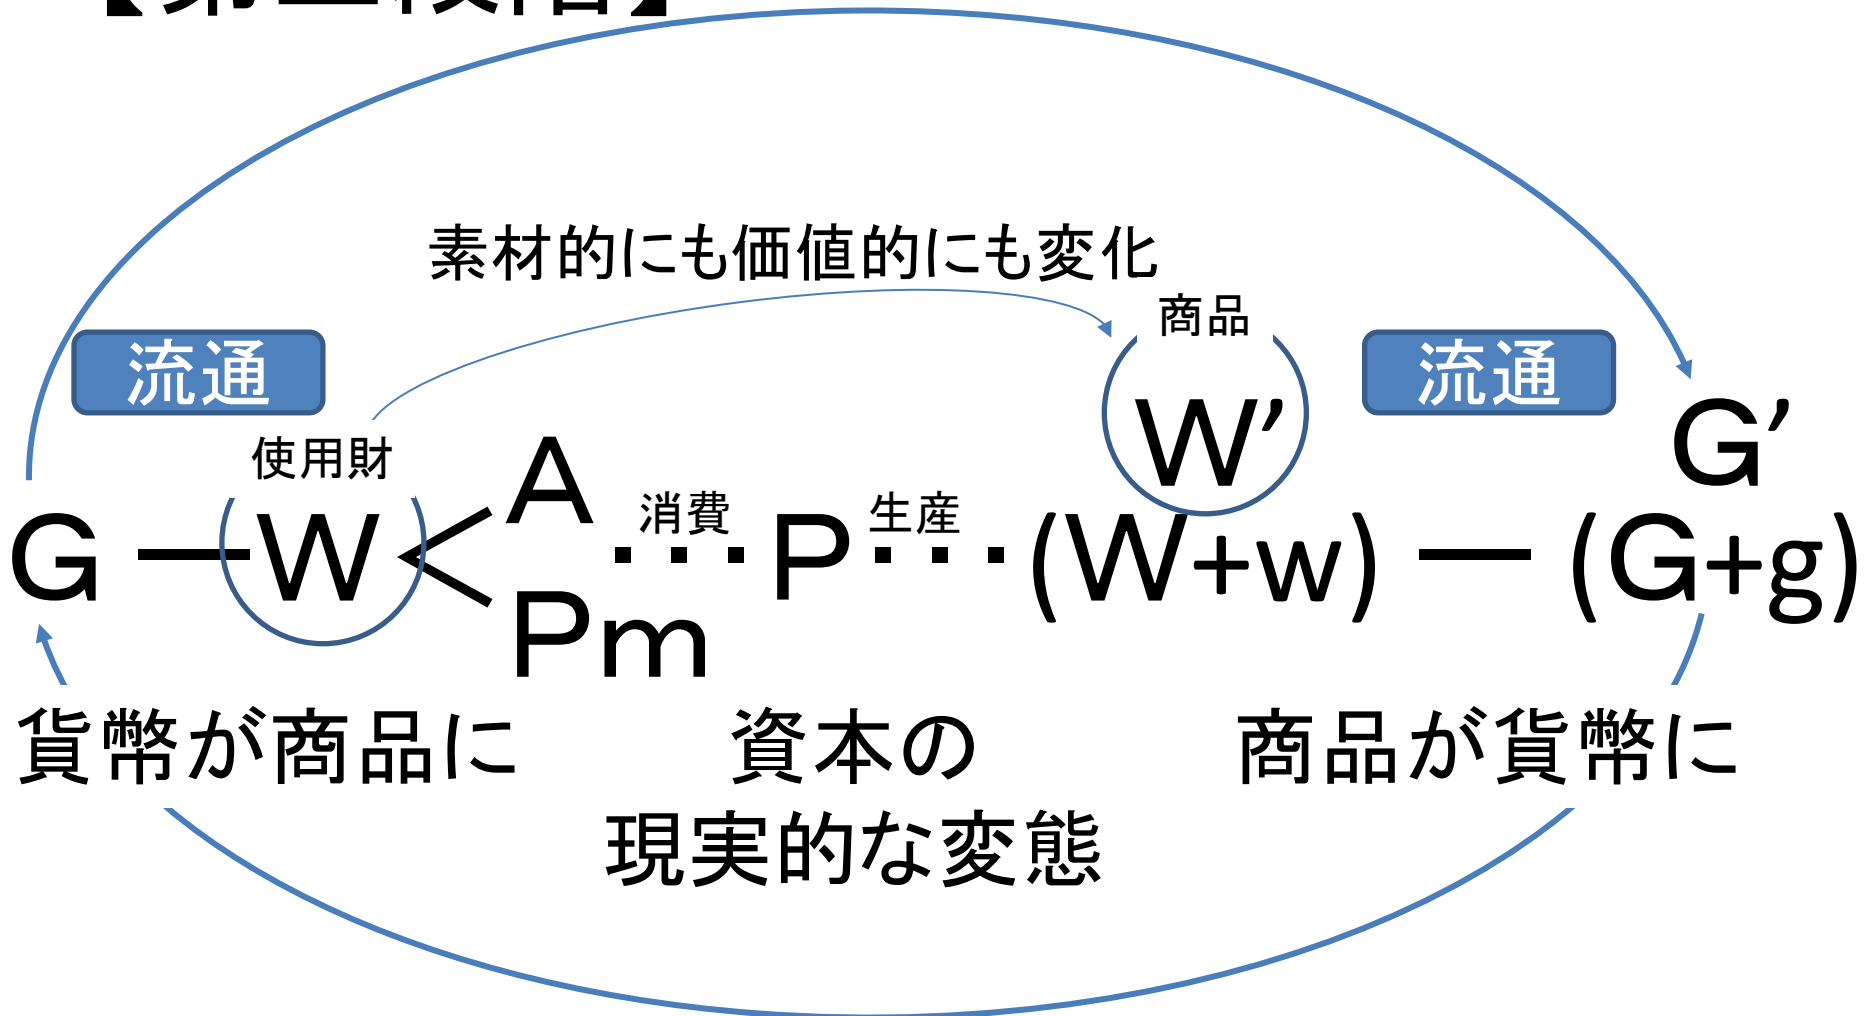 素材的にも価値的にも変化
商品
流通
流通
使用財
W’
G’
A
消費
生産
G — W < P (W+w) — (G+g)
Pm
貨幣が商品に
資本の
現実的な変態
商品が貨幣に